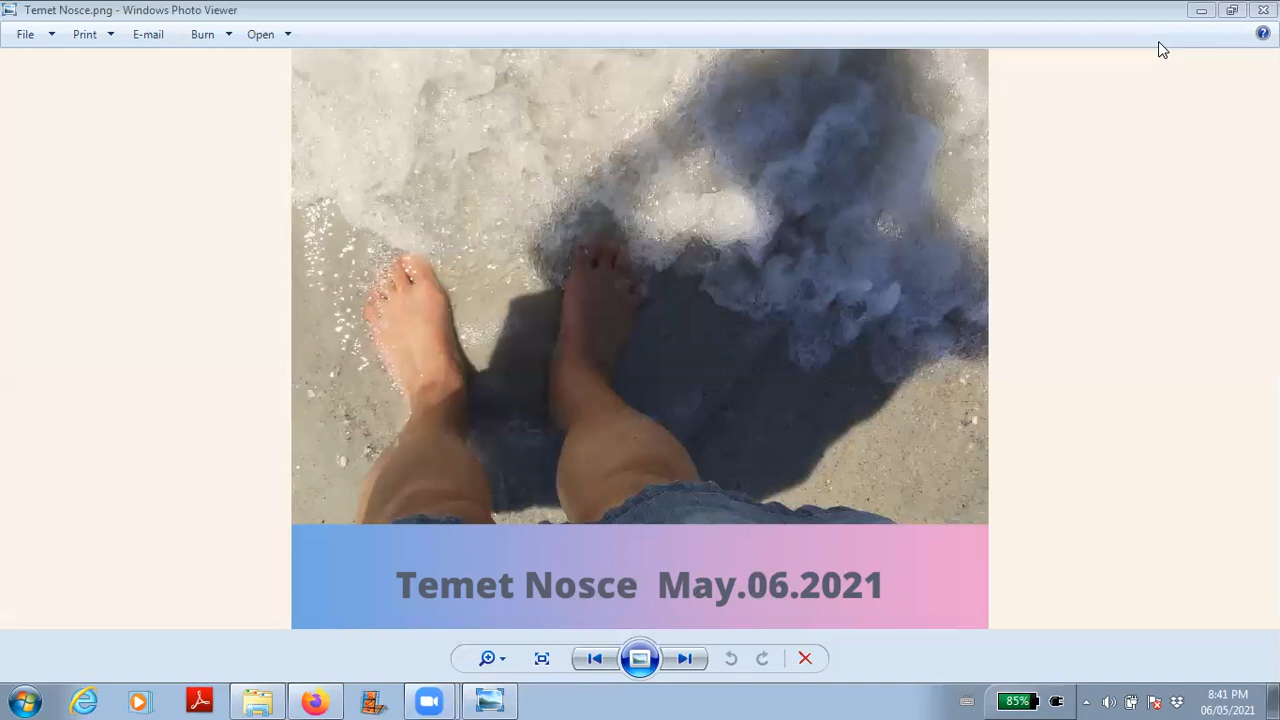 Temet Nosce.png - Windows Photo Viewer
File Print E-mail Burn Open
Temet Nosce May.06.2021
85%
8:41 PM
06/05/2021